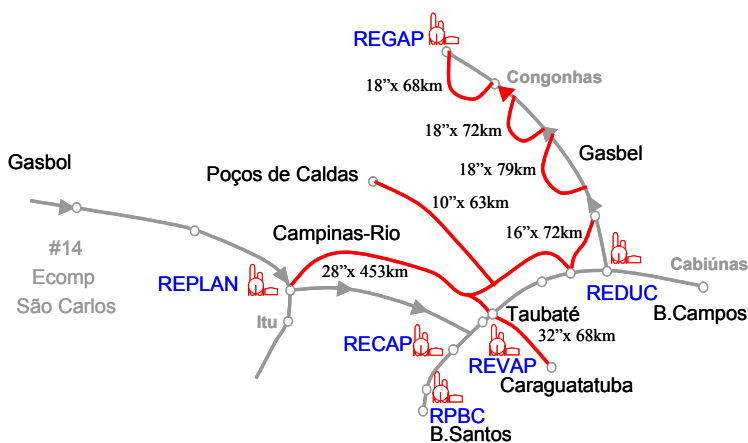 REGAP
Congonhas
18”x 68km
18”x 72km
Gasbel
Gasbol
18”x 79km
Poços de Caldas
10”x 63km
Campinas-Rio
16”x 72km
#14
Ecomp
São Carlos
28”x 453km
REPLAN
Cabiúnas
REDUC
B.Campos
Itu
Taubaté
RECAP
32”x 68km
REVAP
Caraguatatuba
RPBC
B.Santos